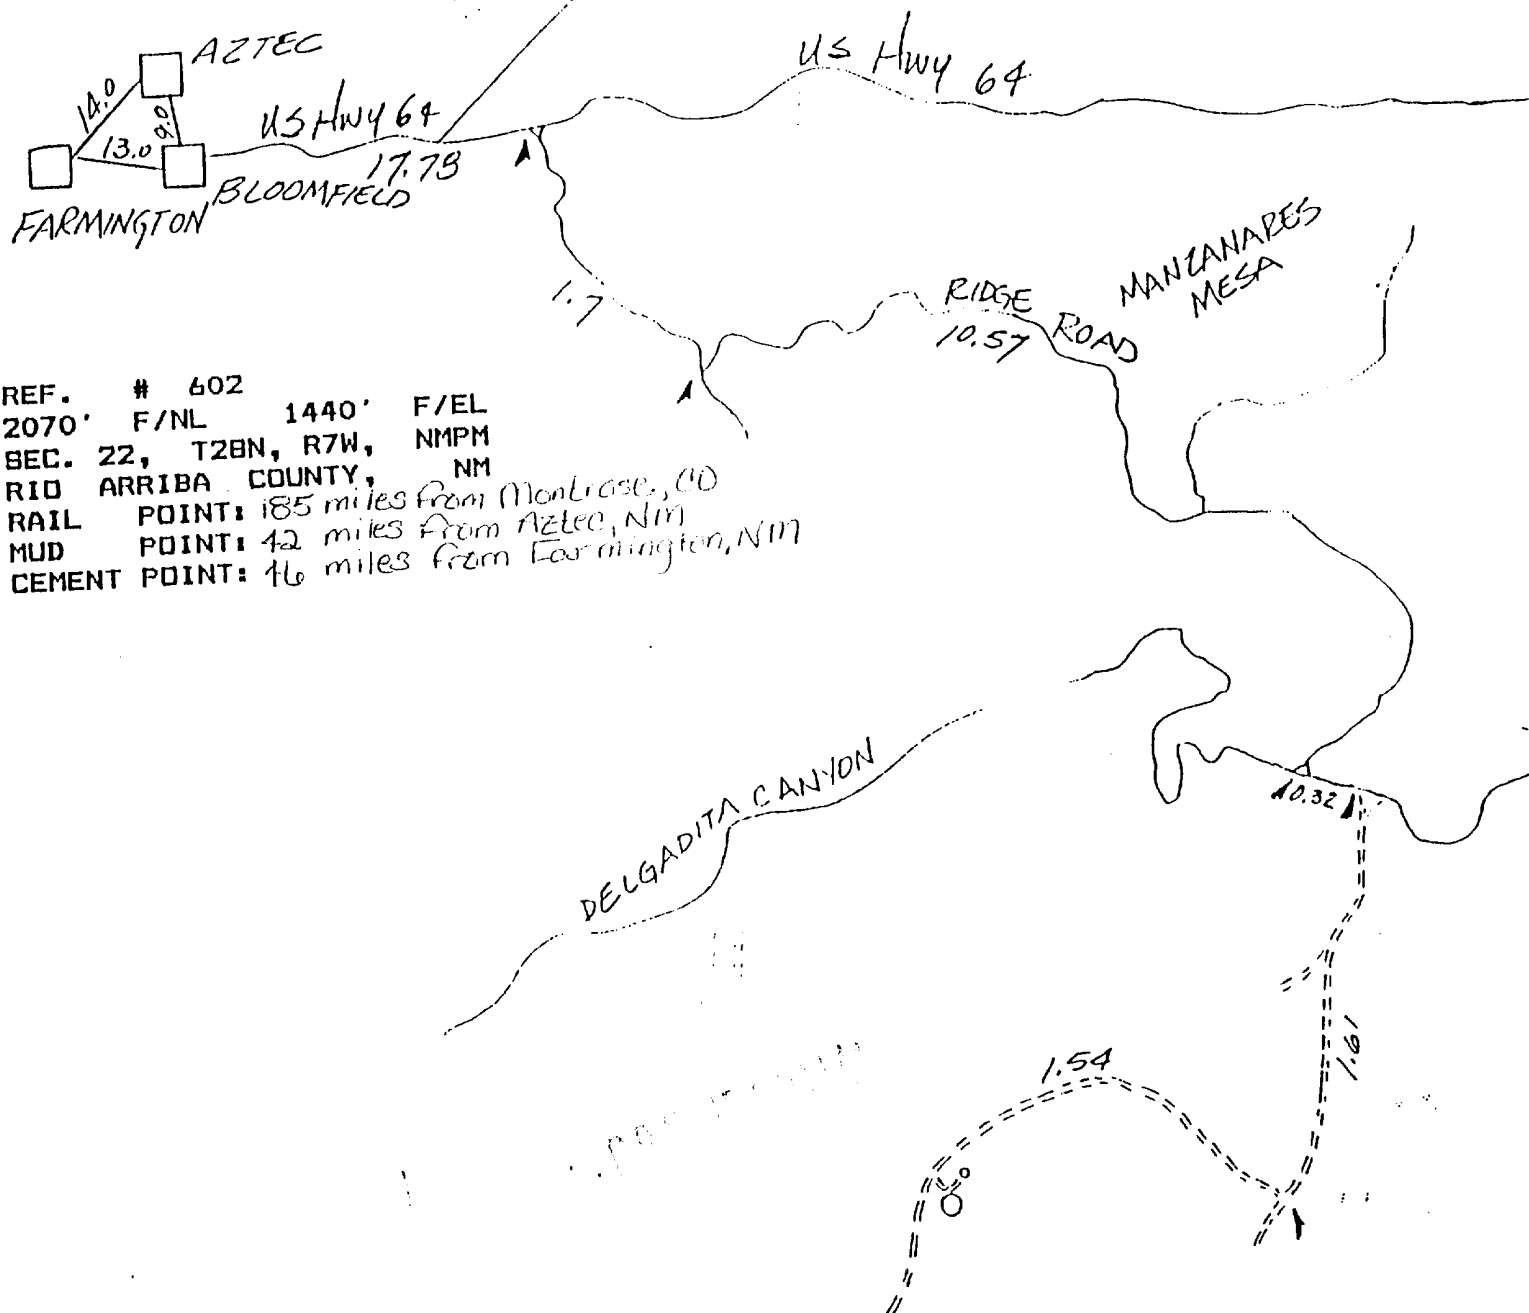 AZTEC
US HWY 64
14.0
9.0
US HWY 64
13.0
17.78
BLOOMFIELD
FARMINGTON
MANZANARES
MESA
1.7
RIDGE ROAD
10.57
REF. # 602
2070' F/NL 1440' F/EL
SEC. 22, T28N, R7W, NMPM
RIO ARRIBA COUNTY, NM
RAIL POINT: 185 miles from Montrose, CO
MUD POINT: 42 miles from Aztec, NM
CEMENT POINT: 46 miles from Farmington, NM
DELGADITA CANYON
0.32
1.61
1.54